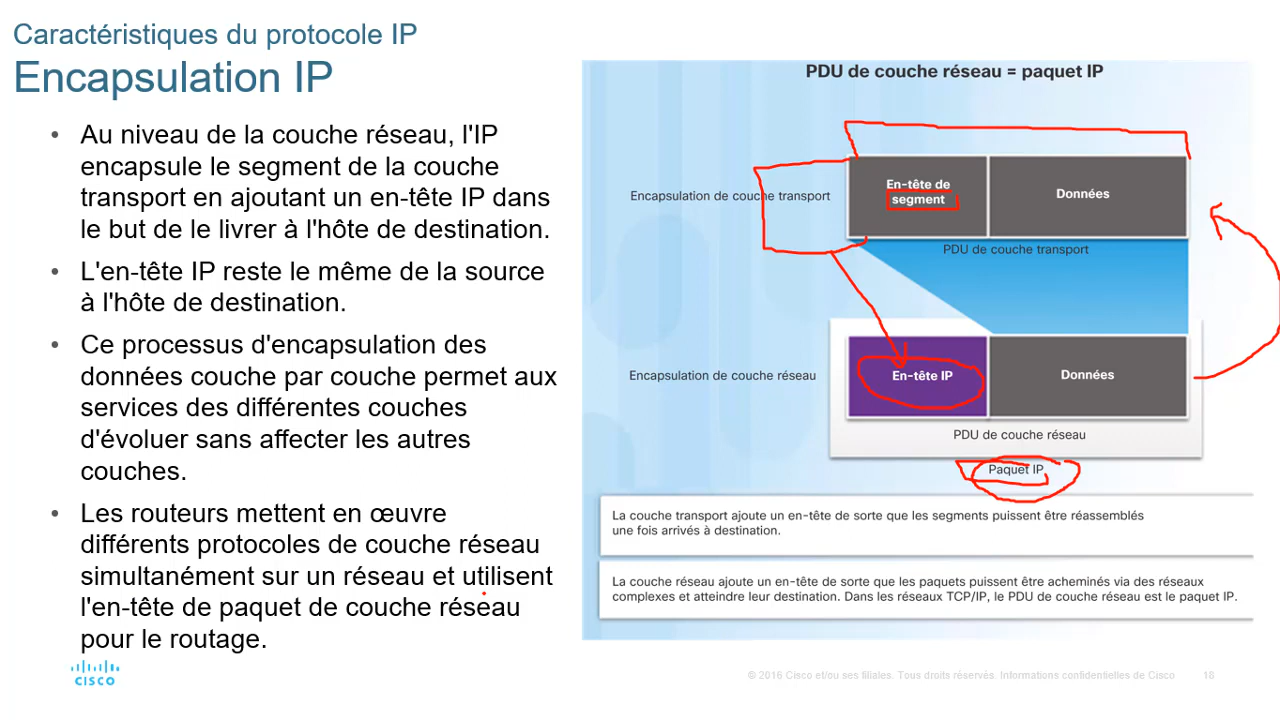 Caractéristiques du protocole IP
Encapsulation IP
• Au niveau de la couche réseau, l'IP
encapsule le segment de la couche
transport en ajoutant un en-tête IP dans
le but de le livrer à l'hôte de destination.
• L'en-tête IP reste le même de la source
à l'hôte de destination.
• Ce processus d'encapsulation des
données couche par couche permet aux
services des différentes couches
d'évoluer sans affecter les autres
couches.
• Les routeurs mettent en œuvre
différents protocoles de couche réseau
simultanément sur un réseau et utilisent
l'en-tête de paquet de couche réseau
pour le routage.
PDU de couche réseau = paquet IP
Encapsulation de couche transport
En-tête de
segment
Données
PDU de couche transport
Encapsulation de couche réseau
En-tête IP
Données
PDU de couche réseau
Paquet IP
La couche transport ajoute un en-tête de sorte que les segments puissent être réassemblés
une fois arrivés à destination.
La couche réseau ajoute un en-tête de sorte que les paquets puissent être acheminés via des réseaux
complexes et atteindre leur destination. Dans les réseaux TCP/IP, le PDU de couche réseau est le paquet IP.
CISCO
© 2016 Cisco et/ou ses filiales. Tous droits réservés. Informations confidentielles de Cisco
18